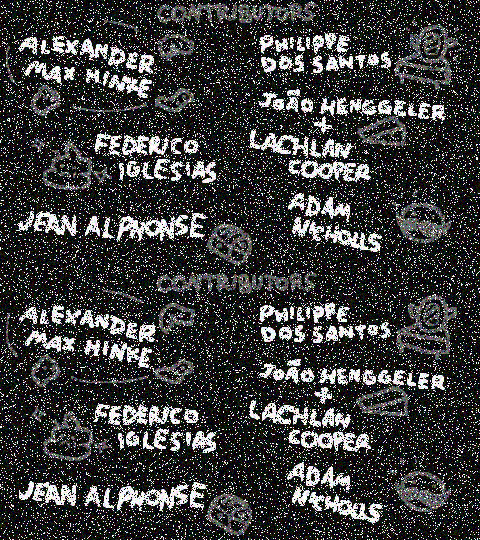 CONTRIBUTORS
ALEXANDER
MAX HINKE
PHILIPPE
DOS SANTOS
JOÃO HENGGELER
+
LACHLAN
COOPER
FEDERICO
IGLESIAS
JEAN ALPHONSE
ADAM
NICHOLLS
CONTRIBUTORS
ALEXANDER
MAX HINKE
PHILIPPE
DOS SANTOS
JOÃO HENGGELER
+
LACHLAN
COOPER
FEDERICO
IGLESIAS
JEAN ALPHONSE
ADAM
NICHOLLS